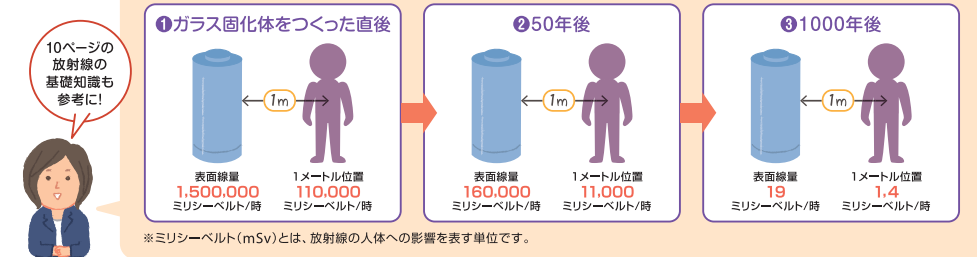 10ページの
放射線の
基礎知識も
参考に!
❶ガラス固化体をつくった直後
1m
表面線量
1,500,000
ミリシーベルト/時
1メートル位置
110,000
ミリシーベルト/時
❷50年後
1m
表面線量
160,000
ミリシーベルト/時
1メートル位置
11,000
ミリシーベルト/時
❸1000年後
1m
表面線量
19
ミリシーベルト/時
1メートル位置
1.4
ミリシーベルト/時
※ミリシーベルト(mSv)とは、放射線の人体への影響を表す単位です。